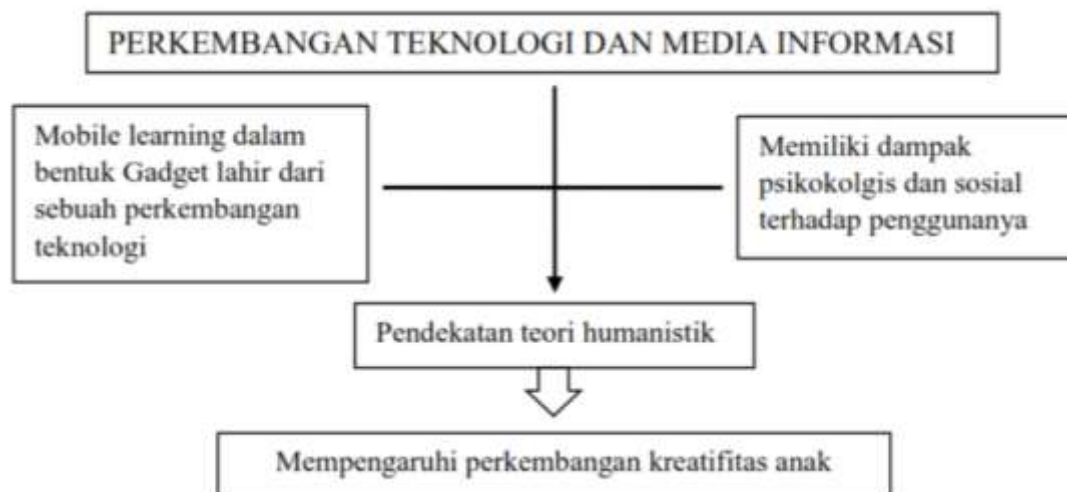 PERKEMBANGAN TEKNOLOGI DAN MEDIA INFORMASI
Mobile learning dalam
bentuk Gadget lahir dari
sebuah perkembangan
teknologi
Memiliki dampak
psikokolgis dan sosial
terhadap penggunanya
Pendekatan teori humanistik
Mempengaruhi perkembangan kreatifitas anak